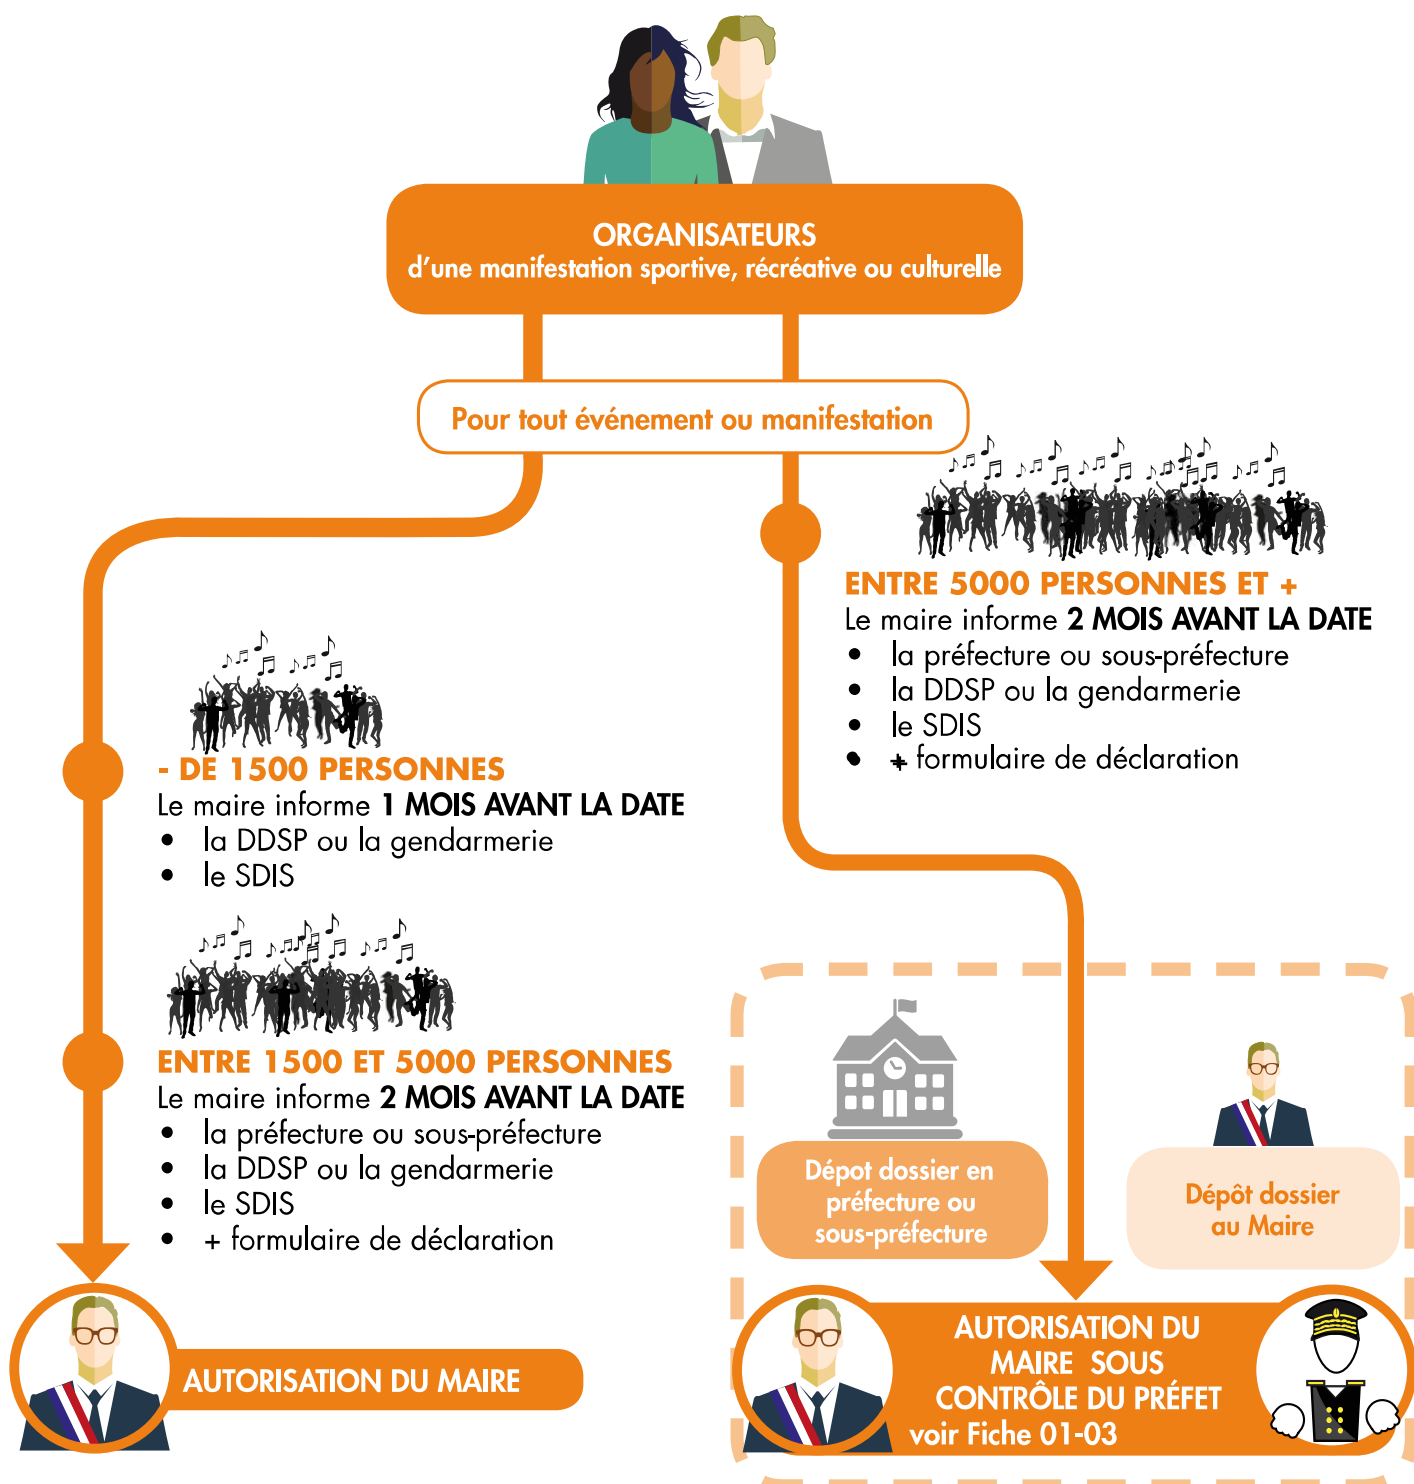 ORGANISATEURS
d'une manifestation sportive, récréative ou culturelle
Pour tout événement ou manifestation
- DE 1500 PERSONNES
Le maire informe 1 MOIS AVANT LA DATE
• la DDSP ou la gendarmerie
• le SDIS
ENTRE 1500 ET 5000 PERSONNES
Le maire informe 2 MOIS AVANT LA DATE
• la préfecture ou sous-préfecture
• la DDSP ou la gendarmerie
• le SDIS
• + formulaire de déclaration
AUTORISATION DU MAIRE
ENTRE 5000 PERSONNES ET +
Le maire informe 2 MOIS AVANT LA DATE
• la préfecture ou sous-préfecture
• la DDSP ou la gendarmerie
• le SDIS
• + formulaire de déclaration
Dépot dossier en
préfecture ou
sous-préfecture
Dépôt dossier
au Maire
AUTORISATION DU
MAIRE SOUS
CONTRÔLE DU PRÉFET
voir Fiche 01-03